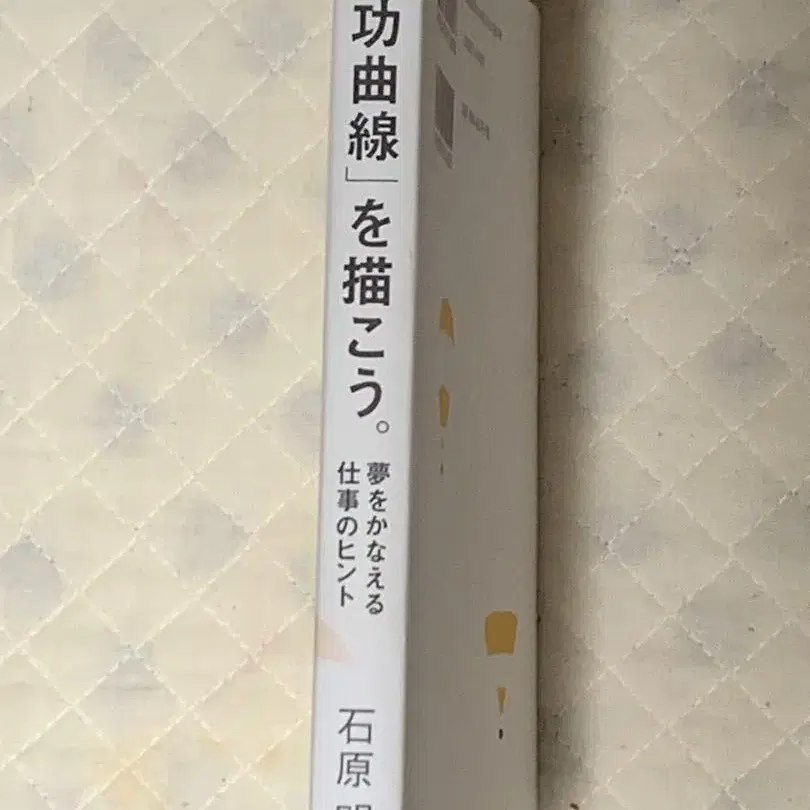 功曲線」を描こう。
夢をかなえる
仕事のヒント
石原